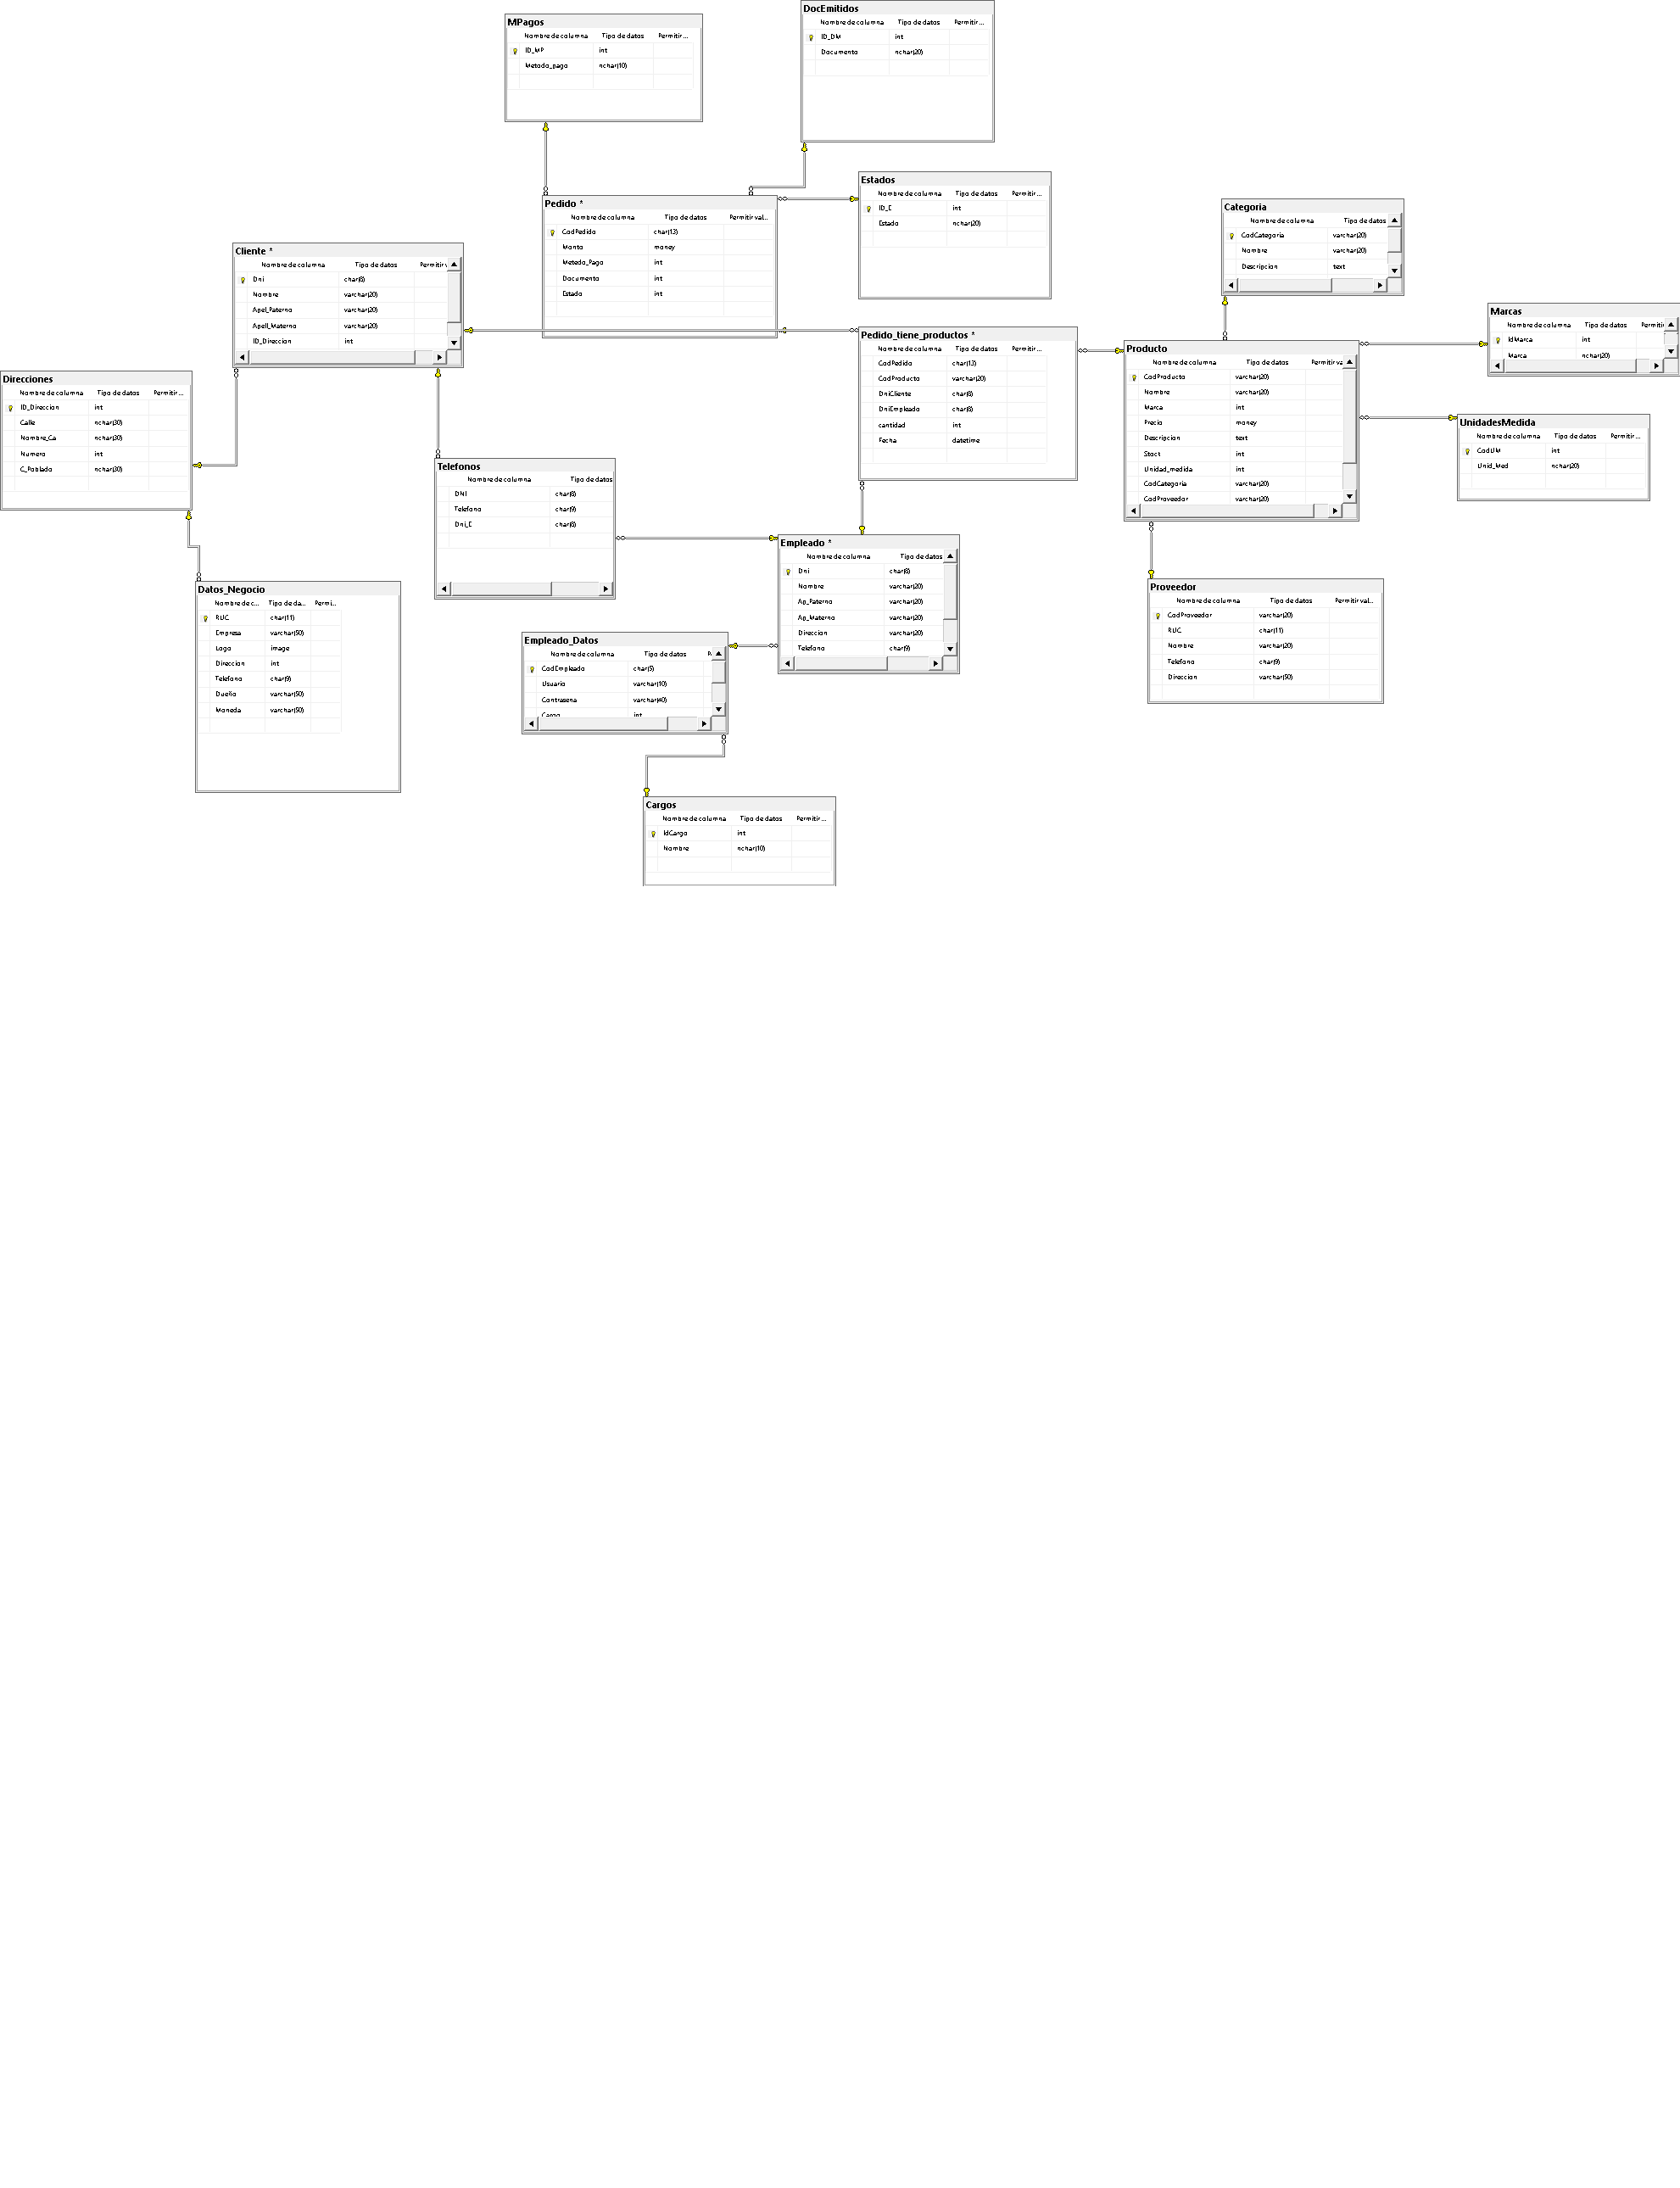 DocEmitidos
Nombre de columna Tipo de datos Permitir ...
ID_DM int
Documento nchar(20)
MPagos
Nombre de columna Tipo de datos Permitir ...
ID_MP int
Metodo_pago nchar(10)
Estados
Nombre de columna Tipo de datos Permitir ...
ID_E int
Estado nchar(20)
Pedido *
Nombre de columna Tipo de datos Permitir val...
CodPedido char(13)
Monto money
Metodo_Pago int
Documento int
Estado int
Categoria
Nombre de columna Tipo de datos
CodCategoria varchar(20)
Nombre varchar(20)
Descripcion text
Cliente *
Nombre de columna Tipo de datos Permitir v
Dni char(8)
Nombre varchar(20)
Apel_Paterno varchar(20)
Apell_Materno varchar(20)
ID_Direccion int
Marcas
Nombre de columna Tipo de datos Permitir
IdMarca int
Marca nchar(20)
Pedido_tiene_productos *
Nombre de columna Tipo de datos Permitir ...
CodPedido char(13)
CodProducto varchar(20)
DniCliente char(8)
DniEmpleado char(8)
cantidad int
Fecha datetime
Producto
Nombre de columna Tipo de datos Permitir va
CodProducto varchar(20)
Nombre varchar(20)
Marca int
Precio money
Descripcion text
Stock int
Unidad_medida int
CodCategoria varchar(20)
CodProveedor varchar(20)
Direcciones
Nombre de columna Tipo de datos Permitir ...
ID_Direccion int
Calle nchar(30)
Nombre_Ca nchar(30)
Numero int
C_Poblado nchar(30)
UnidadesMedida
Nombre de columna Tipo de datos Permitir ...
CodUM int
Unid_Med nchar(20)
Telefonos
Nombre de columna Tipo de datos
DNI char(8)
Telefono char(9)
Dni_E char(8)
Empleado *
Nombre de columna Tipo de datos
Dni char(8)
Nombre varchar(20)
Ap_Paterno varchar(20)
Ap_Materno varchar(20)
Direccion varchar(20)
Telefono char(9)
Datos_Negocio
Nombre de c... Tipo de da... Permi...
RUC char(11)
Empresa varchar(50)
Logo image
Direccion int
Telefono char(9)
Dueño varchar(50)
Moneda varchar(50)
Proveedor
Nombre de columna Tipo de datos Permitir val...
CodProveedor varchar(20)
RUC char(11)
Nombre varchar(20)
Telefono char(9)
Direccion varchar(50)
Empleado_Datos
Nombre de columna Tipo de datos P
CodEmpleado char(5)
Usuario varchar(10)
Contrasena varchar(40)
Cargo int
Cargos
Nombre de columna Tipo de datos Permitir ...
IdCargo int
Nombre nchar(10)